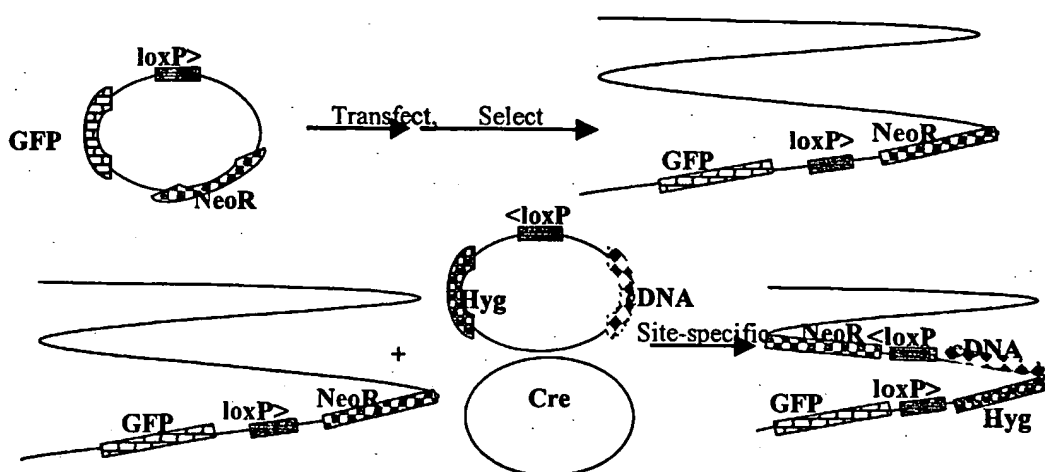 loxP>
GFP
NeoR
Transfect, Select
GFP loxP> NeoR
<loxP
Hyg
DNA
Site-specific
+
Cre
GFP loxP> NeoR
NeoR <loxP cDNA
GFP loxP> Hyg